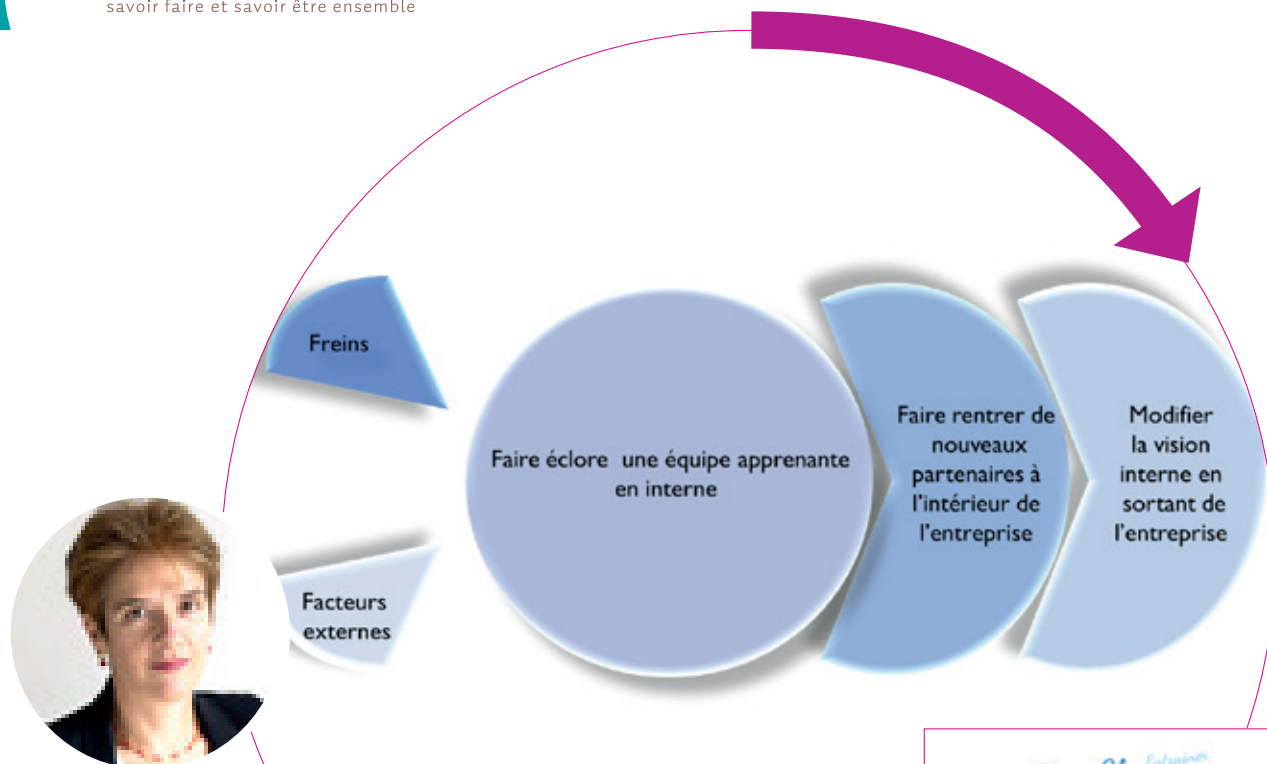 savoir faire et savoir être ensemble
Freins
Faire éclore une équipe apprenante
en interne
Faire rentrer de
nouveaux
partenaires à
l'intérieur de
l'entreprise
Modifier
la vision
interne en
sortant de
l'entreprise
Facteurs
externes
Entrainer